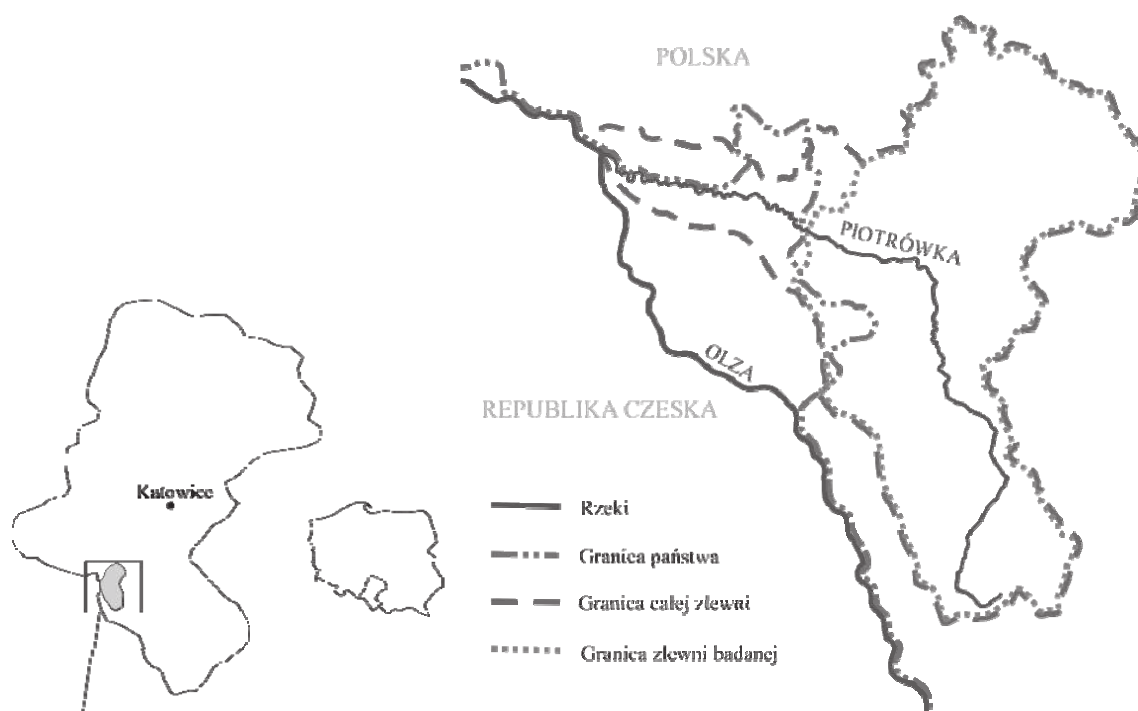 POLSKA
PIOTRÓWKA
OLZA
REPUBLIKA CZESKA
Katowice
Rzeki
Granica państwa
Granica całej zlewni
Granica zlewni badanej